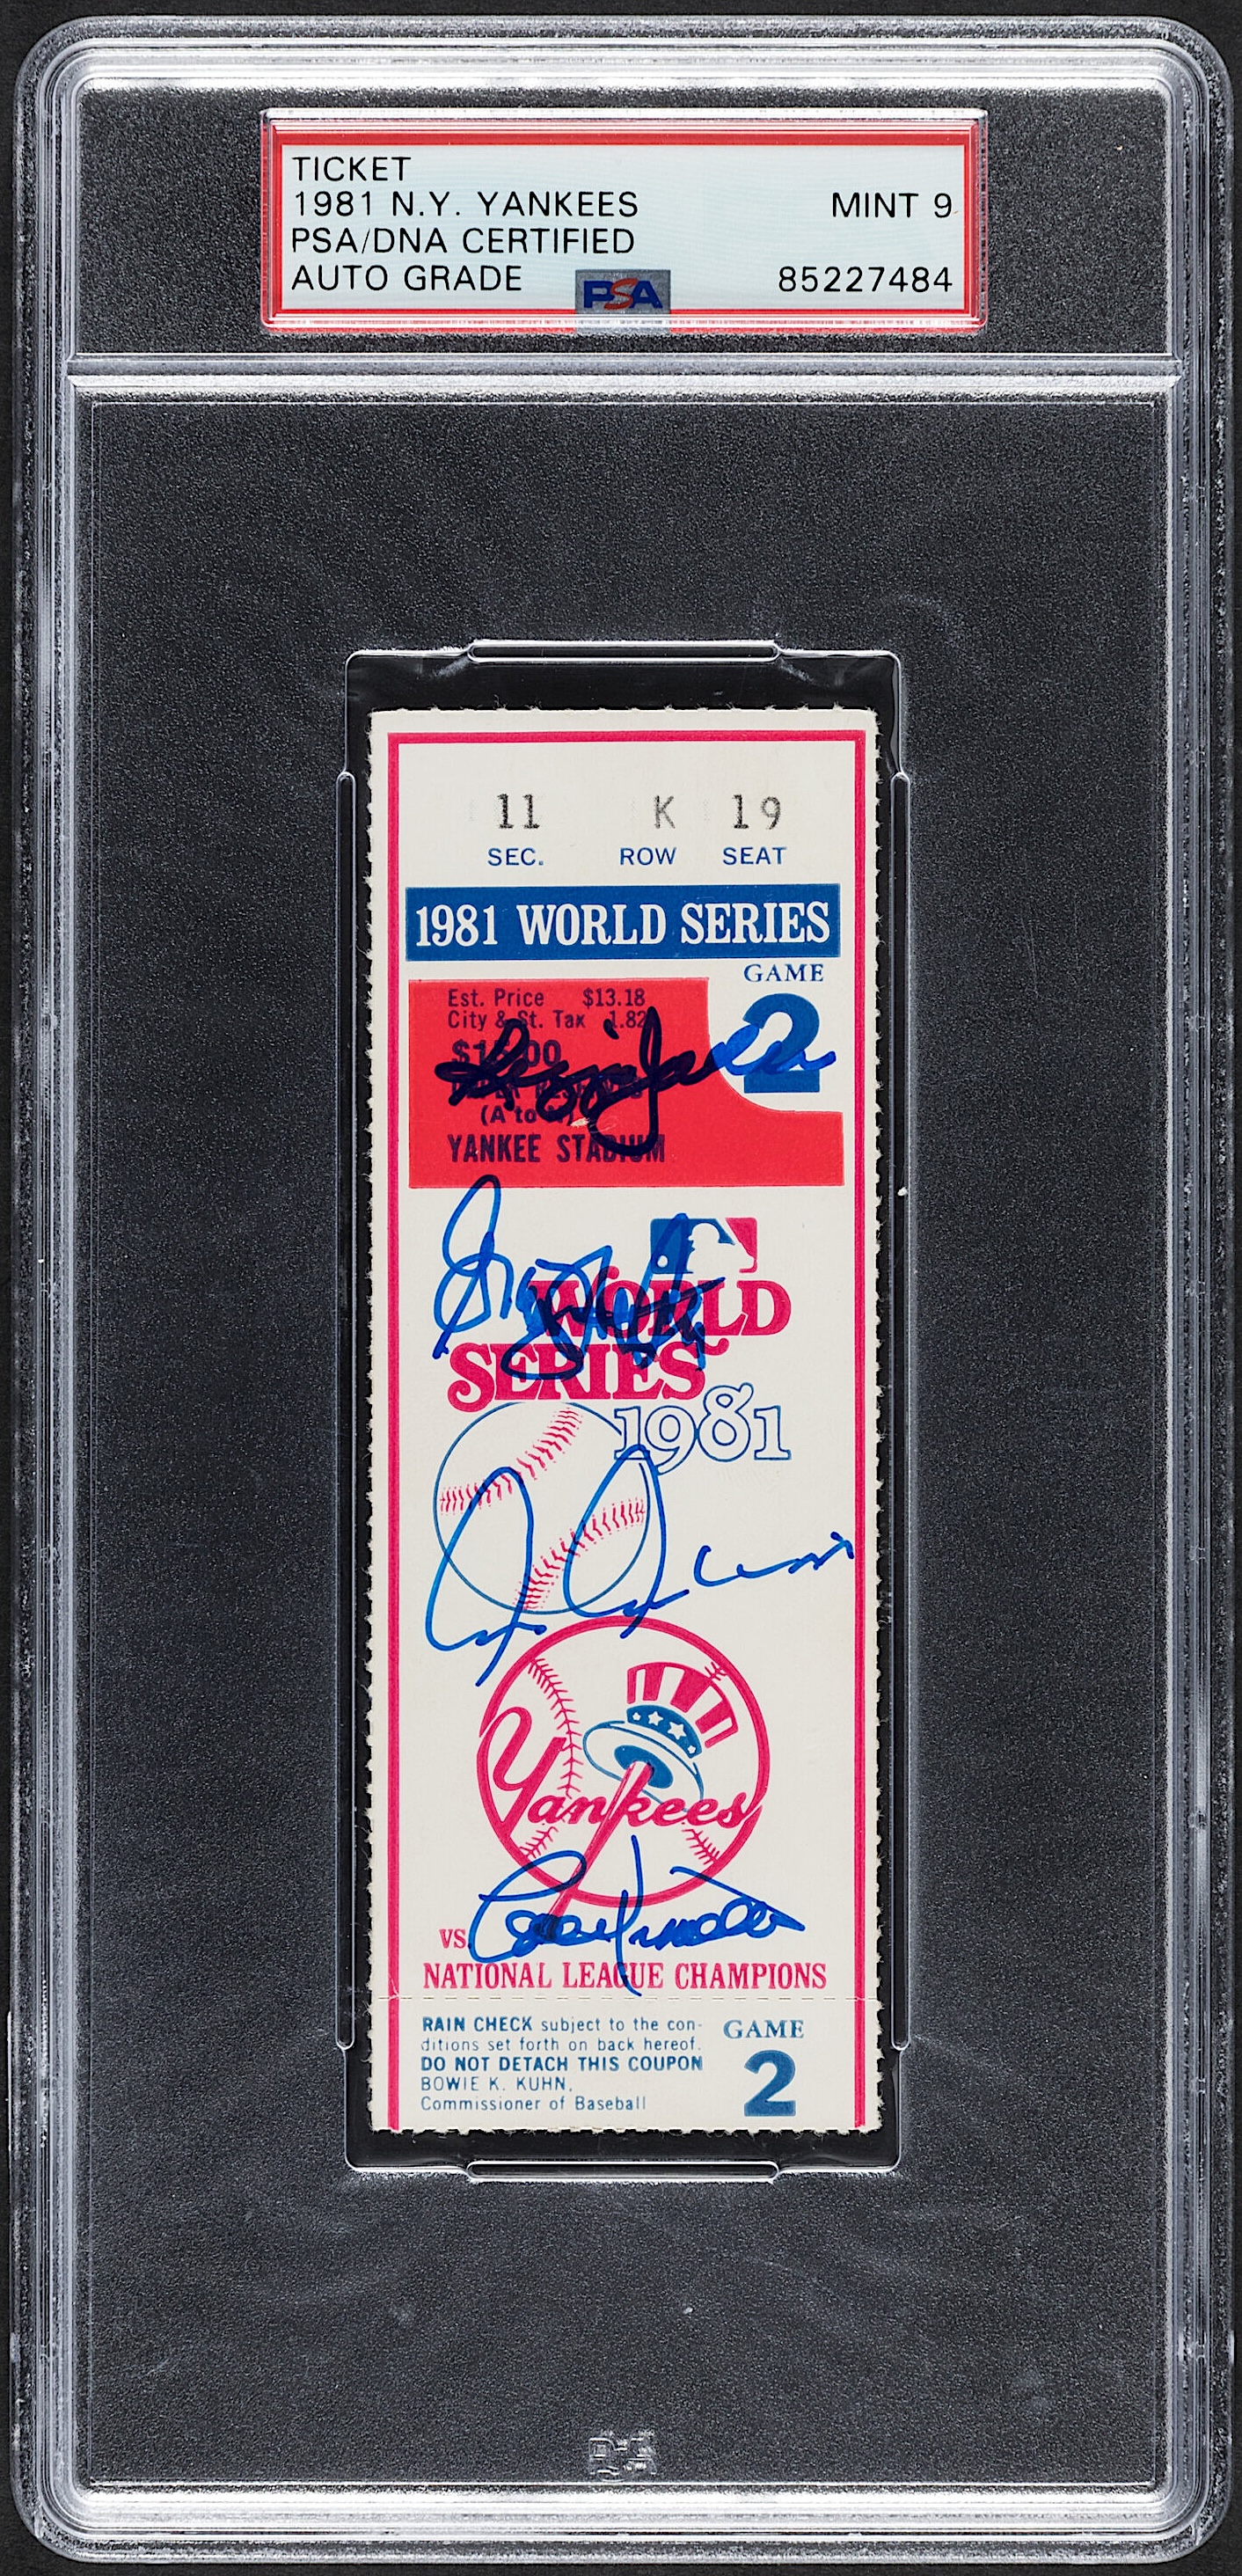 TICKET
1981 N.Y. YANKEES MINT 9
PSA/DNA CERTIFIED
AUTO GRADE PSA 85227484
11 K 19
SEC. ROW SEAT
1981 WORLD SERIES
GAME
2
Est. Price $13.18
City & St. Tax 1.82
Reggie Jackson
(A to
YANKEE STADIUM
WORLD
SERIES
1981
Yankees
VS.
NATIONAL LEAGUE CHAMPIONS
RAIN CHECK subject to the con-
ditions set forth on back hereof.
DO NOT DETACH THIS COUPON
BOWIE K. KUHN,
Commissioner of Baseball
GAME
2